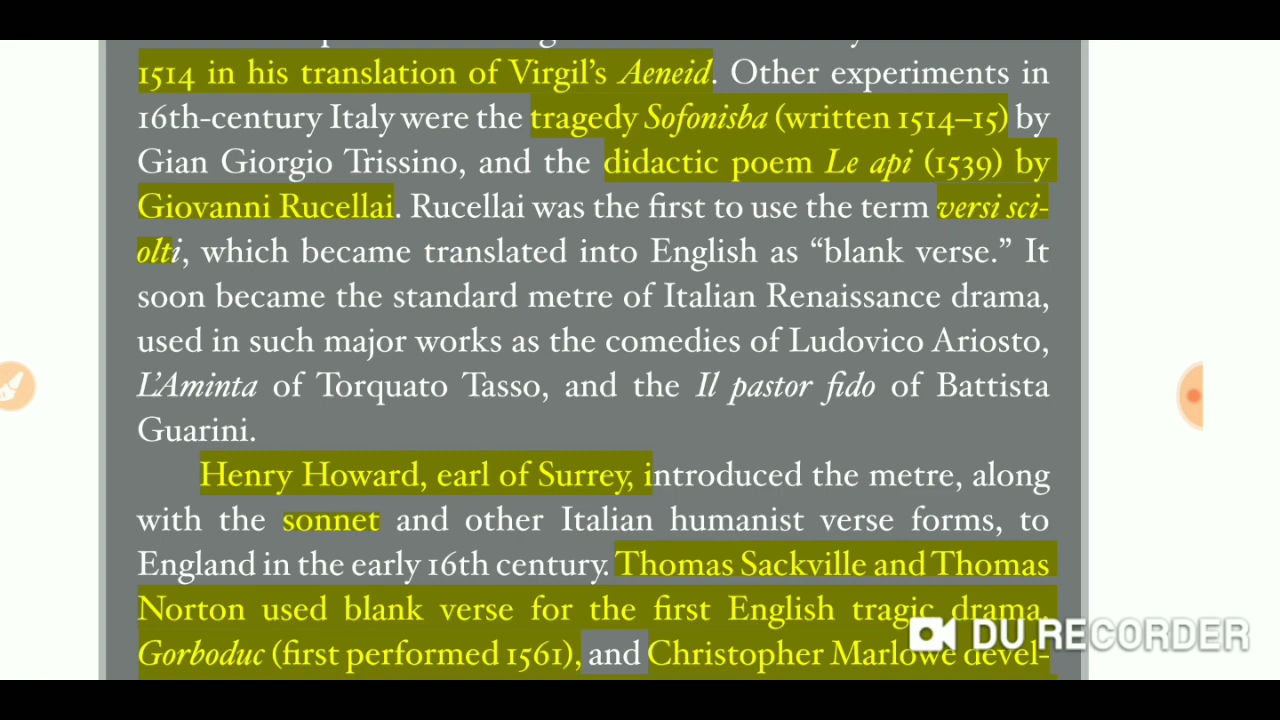 1514 in his translation of Virgil's Aeneid. Other experiments in
16th-century Italy were the tragedy Sofonisba (written 1514–15) by
Gian Giorgio Trissino, and the didactic poem Le api (1539) by
Giovanni Rucellai. Rucellai was the first to use the term versi sci-
olti, which became translated into English as “blank verse.” It
soon became the standard metre of Italian Renaissance drama,
used in such major works as the comedies of Ludovico Ariosto,
L'Aminta of Torquato Tasso, and the Il pastor fido of Battista
Guarini.
Henry Howard, earl of Surrey, introduced the metre, along
with the sonnet and other Italian humanist verse forms, to
England in the early 16th century. Thomas Sackville and Thomas
Norton used blank verse for the first English tragic drama,
Gorboduc (first performed 1561), and Christopher Marlowe devel-
DU RECORDER